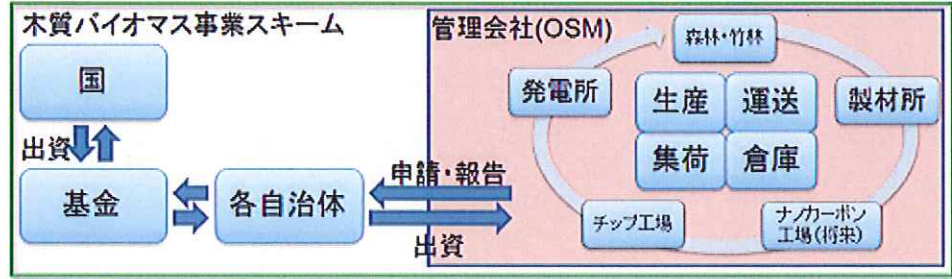 木質バイオマス事業スキーム
国
出資
基金
各自治体
申請・報告
出資
管理会社(OSM)
森林・竹林
発電所
製材所
生産
運送
集荷
倉庫
チップ工場
ナノカーボン
工場(将来)